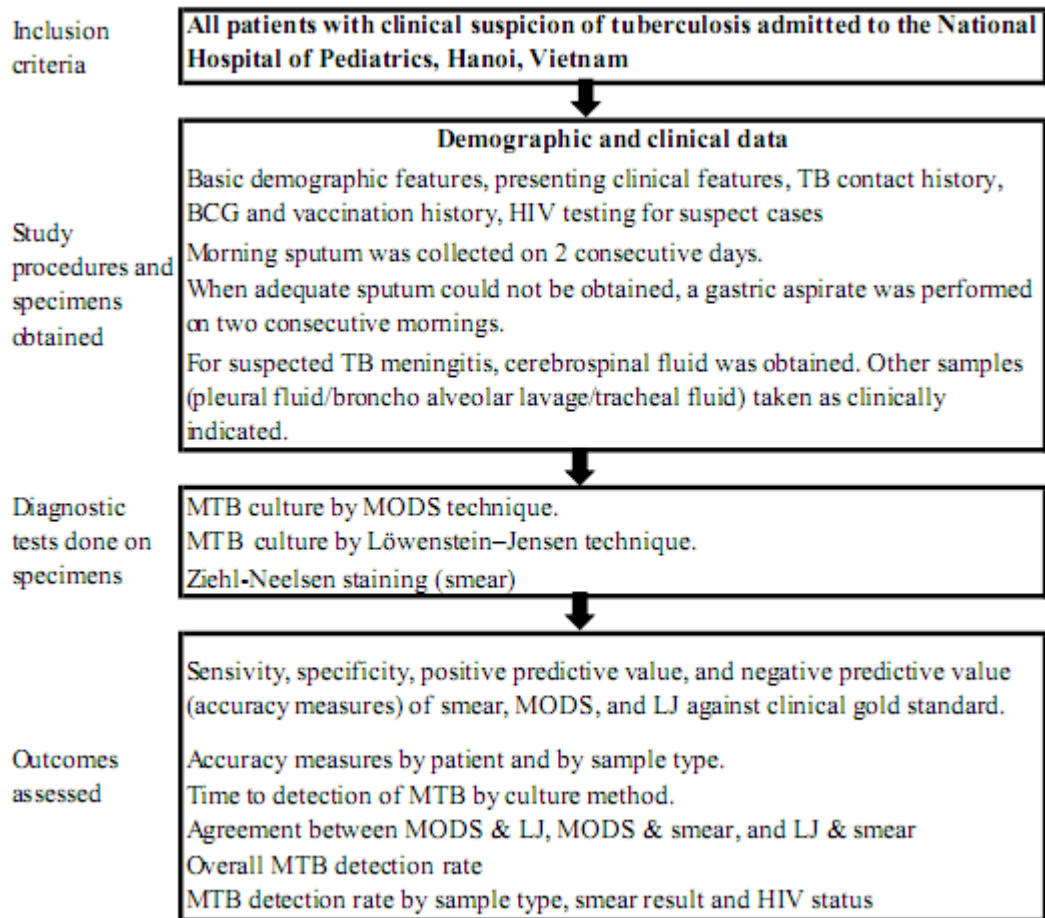 Inclusion
criteria
All patients with clinical suspicion of tuberculosis admitted to the National
Hospital of Pediatrics, Hanoi, Vietnam
Study
procedures and
specimens
obtained
Demographic and clinical data
Basic demographic features, presenting clinical features, TB contact history,
BCG and vaccination history, HIV testing for suspect cases
Morning sputum was collected on 2 consecutive days.
When adequate sputum could not be obtained, a gastric aspirate was performed
on two consecutive mornings.
For suspected TB meningitis, cerebrospinal fluid was obtained. Other samples
(pleural fluid/broncho alveolar lavage/tracheal fluid) taken as clinically
indicated.
Diagnostic
tests done on
specimens
MTB culture by MODS technique.
MTB culture by Löwenstein–Jensen technique.
Ziehl-Neelsen staining (smear)
Outcomes
assessed
Sensivity, specificity, positive predictive value, and negative predictive value
(accuracy measures) of smear, MODS, and LJ against clinical gold standard.
Accuracy measures by patient and by sample type.
Time to detection of MTB by culture method.
Agreement between MODS & LJ, MODS & smear, and LJ & smear
Overall MTB detection rate
MTB detection rate by sample type, smear result and HIV status